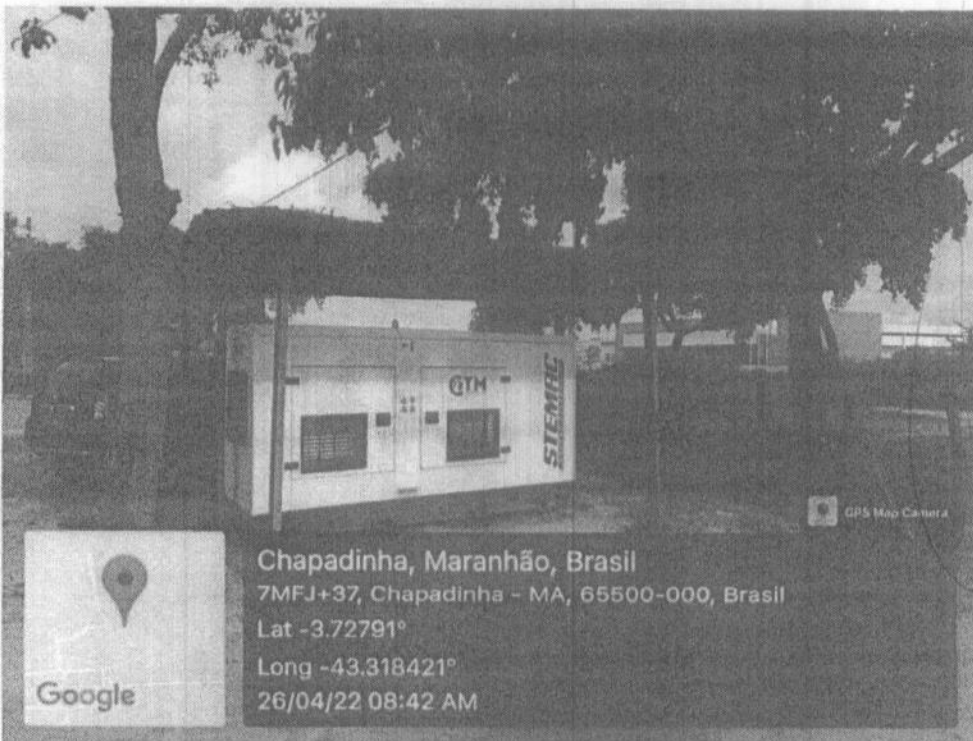 STEMAC
GPS Map Camera
Google
Chapadinha, Maranhão, Brasil
7MFJ+37, Chapadinha - MA, 65500-000, Brasil
Lat -3.72791°
Long -43.318421°
26/04/22 08:42 AM